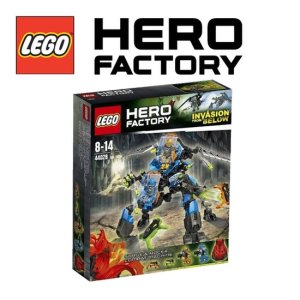 LEGO
HERO
FACTORY
LEGO
HERO
FACTORY
INVASION
FROM
BELOW
8-14
44028